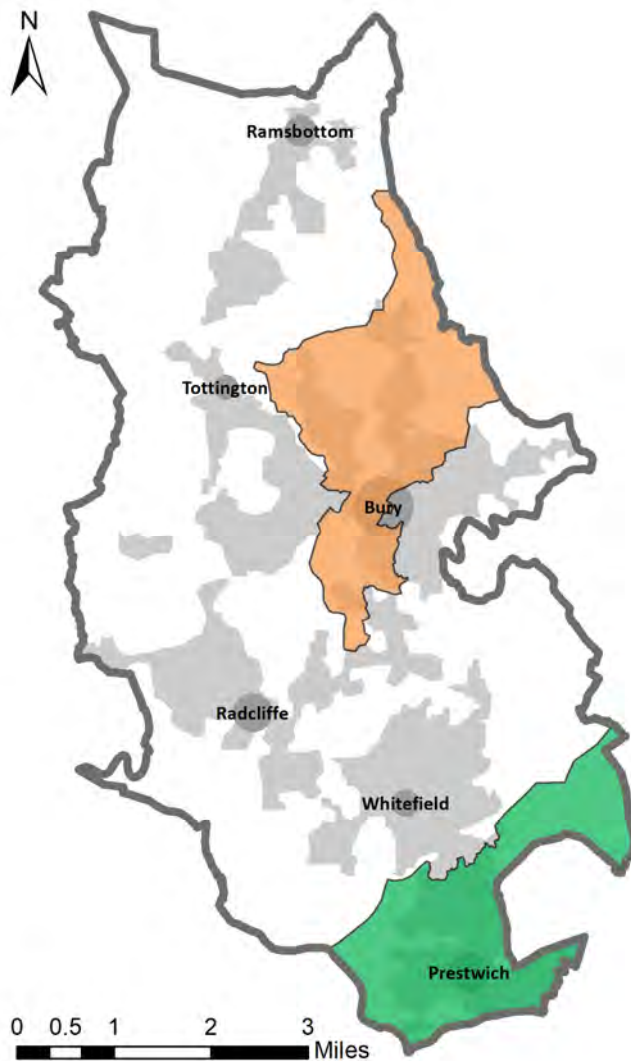 N
Ramsbottom
Tottington
Bury
Radcliffe
Whitefield
Prestwich
0 0.5 1 2 3
Miles